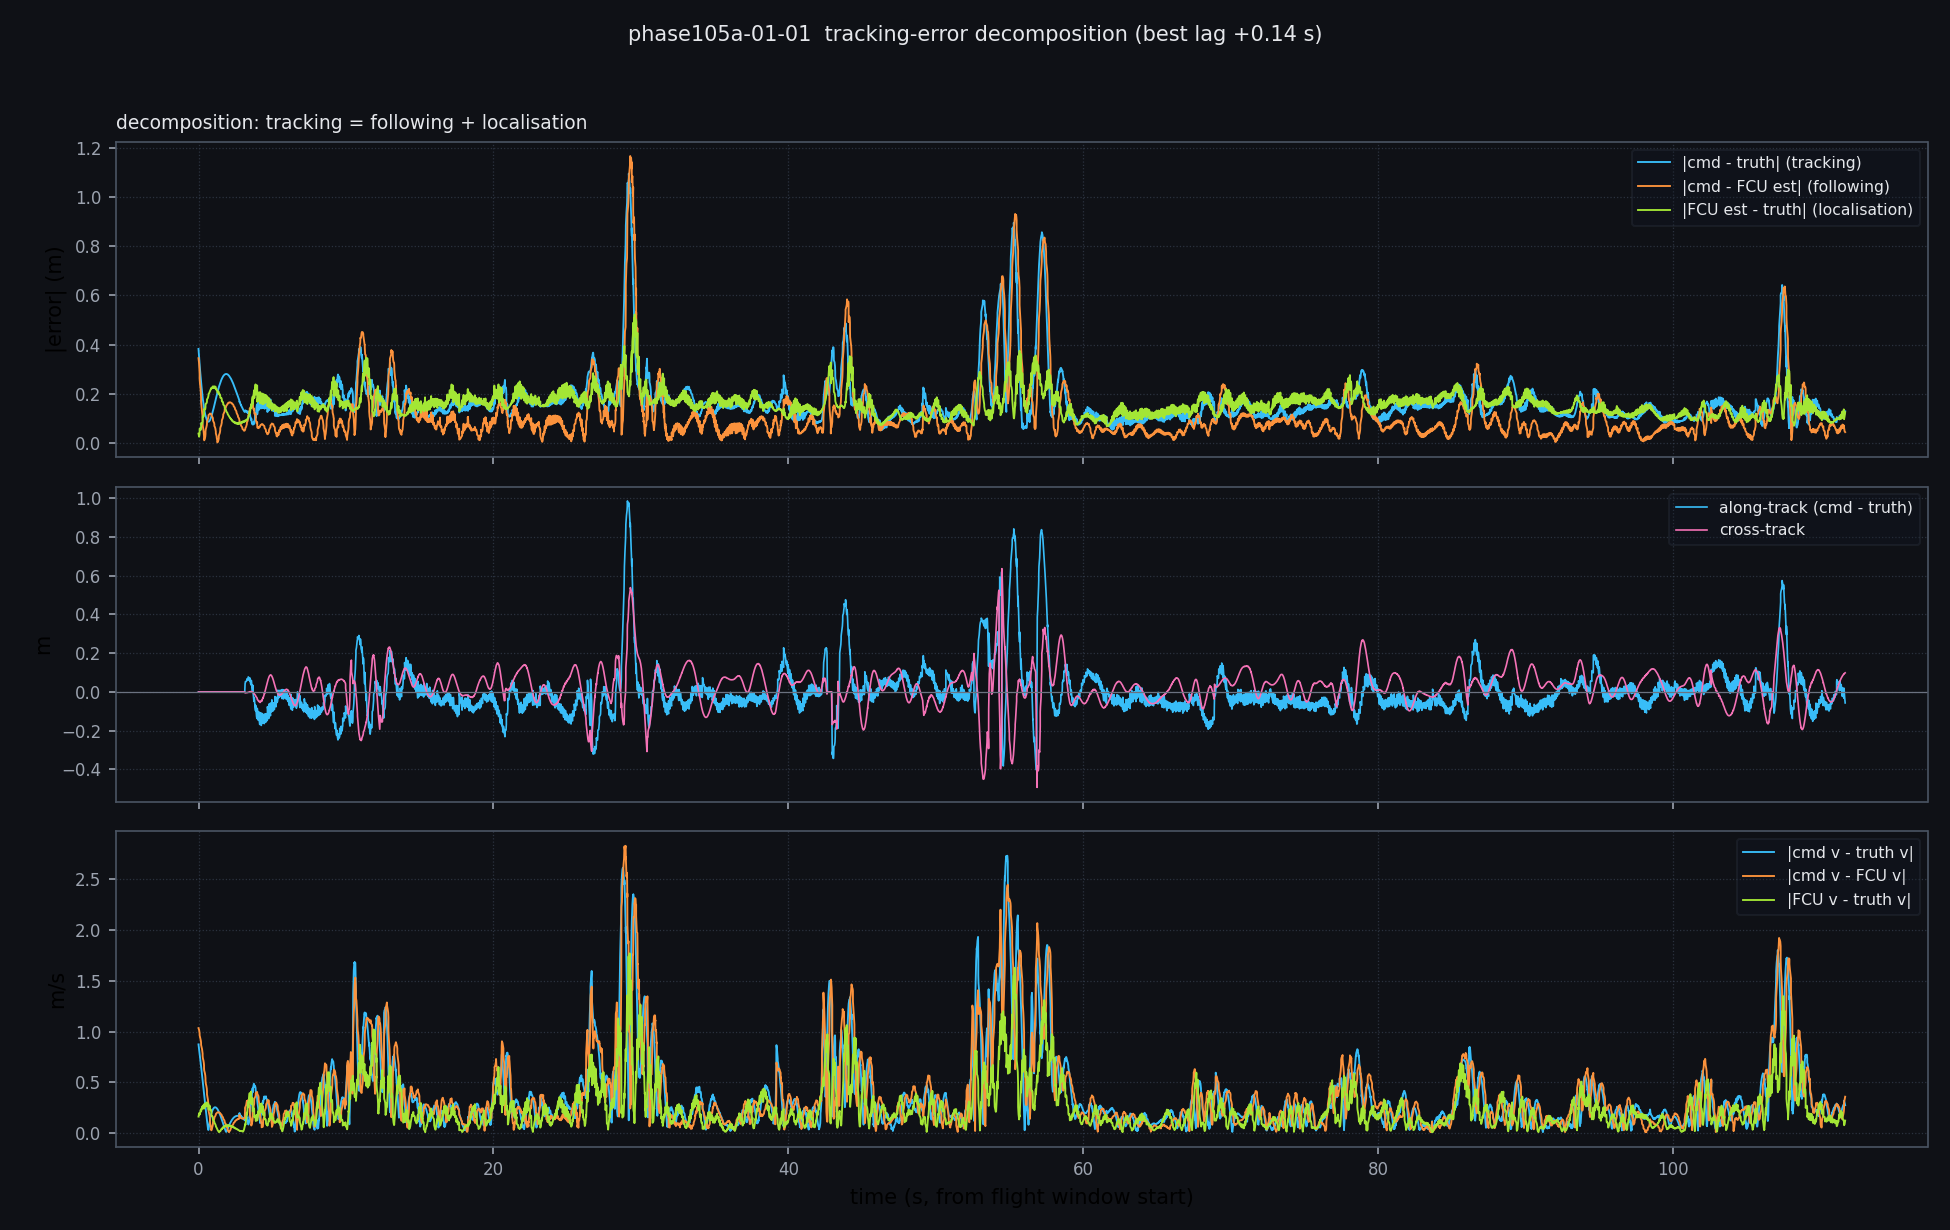 phase105a-01-01  tracking-error decomposition (best lag +0.14 s)
decomposition: tracking = following + localisation
|error| (m)
1.2
1.0
0.8
0.6
0.4
0.2
0.0
|cmd - truth| (tracking)
|cmd - FCU est| (following)
|FCU est - truth| (localisation)
m
1.0
0.8
0.6
0.4
0.2
0.0
−0.2
−0.4
along-track (cmd - truth)
cross-track
m/s
2.5
2.0
1.5
1.0
0.5
0.0
|cmd v - truth v|
|cmd v - FCU v|
|FCU v - truth v|
0 20 40 60 80 100
time (s, from flight window start)